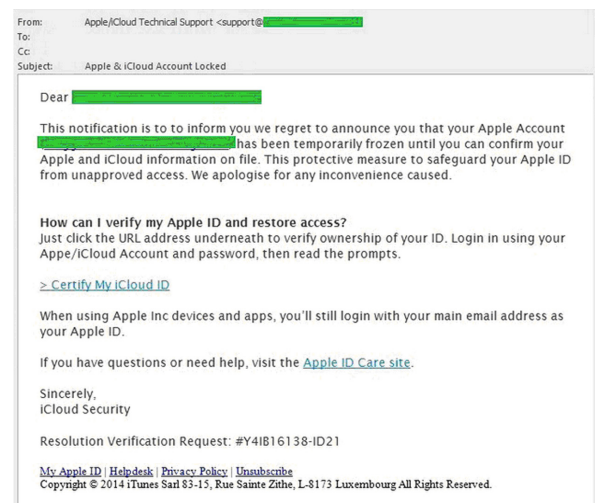 From: Apple/iCloud Technical Support <support@
To:
Cc:
Subject: Apple & iCloud Account Locked
Dear
This notification is to to inform you we regret to announce you that your Apple Account
has been temporarily frozen until you can confirm your
Apple and iCloud information on file. This protective measure to safeguard your Apple ID
from unapproved access. We apologise for any inconvenience caused.
How can I verify my Apple ID and restore access?
Just click the URL address underneath to verify ownership of your ID. Login in using your
Appe/iCloud Account and password, then read the prompts.
> Certify My iCloud ID
When using Apple Inc devices and apps, you'll still login with your main email address as
your Apple ID.
If you have questions or need help, visit the Apple ID Care site.
Sincerely,
iCloud Security
Resolution Verification Request: #Y4IB16138-ID21
My Apple ID | Helpdesk | Privacy Policy | Unsubscribe
Copyright © 2014 iTunes Sarl 83-15, Rue Sainte Zithe, L-8173 Luxembourg All Rights Reserved.